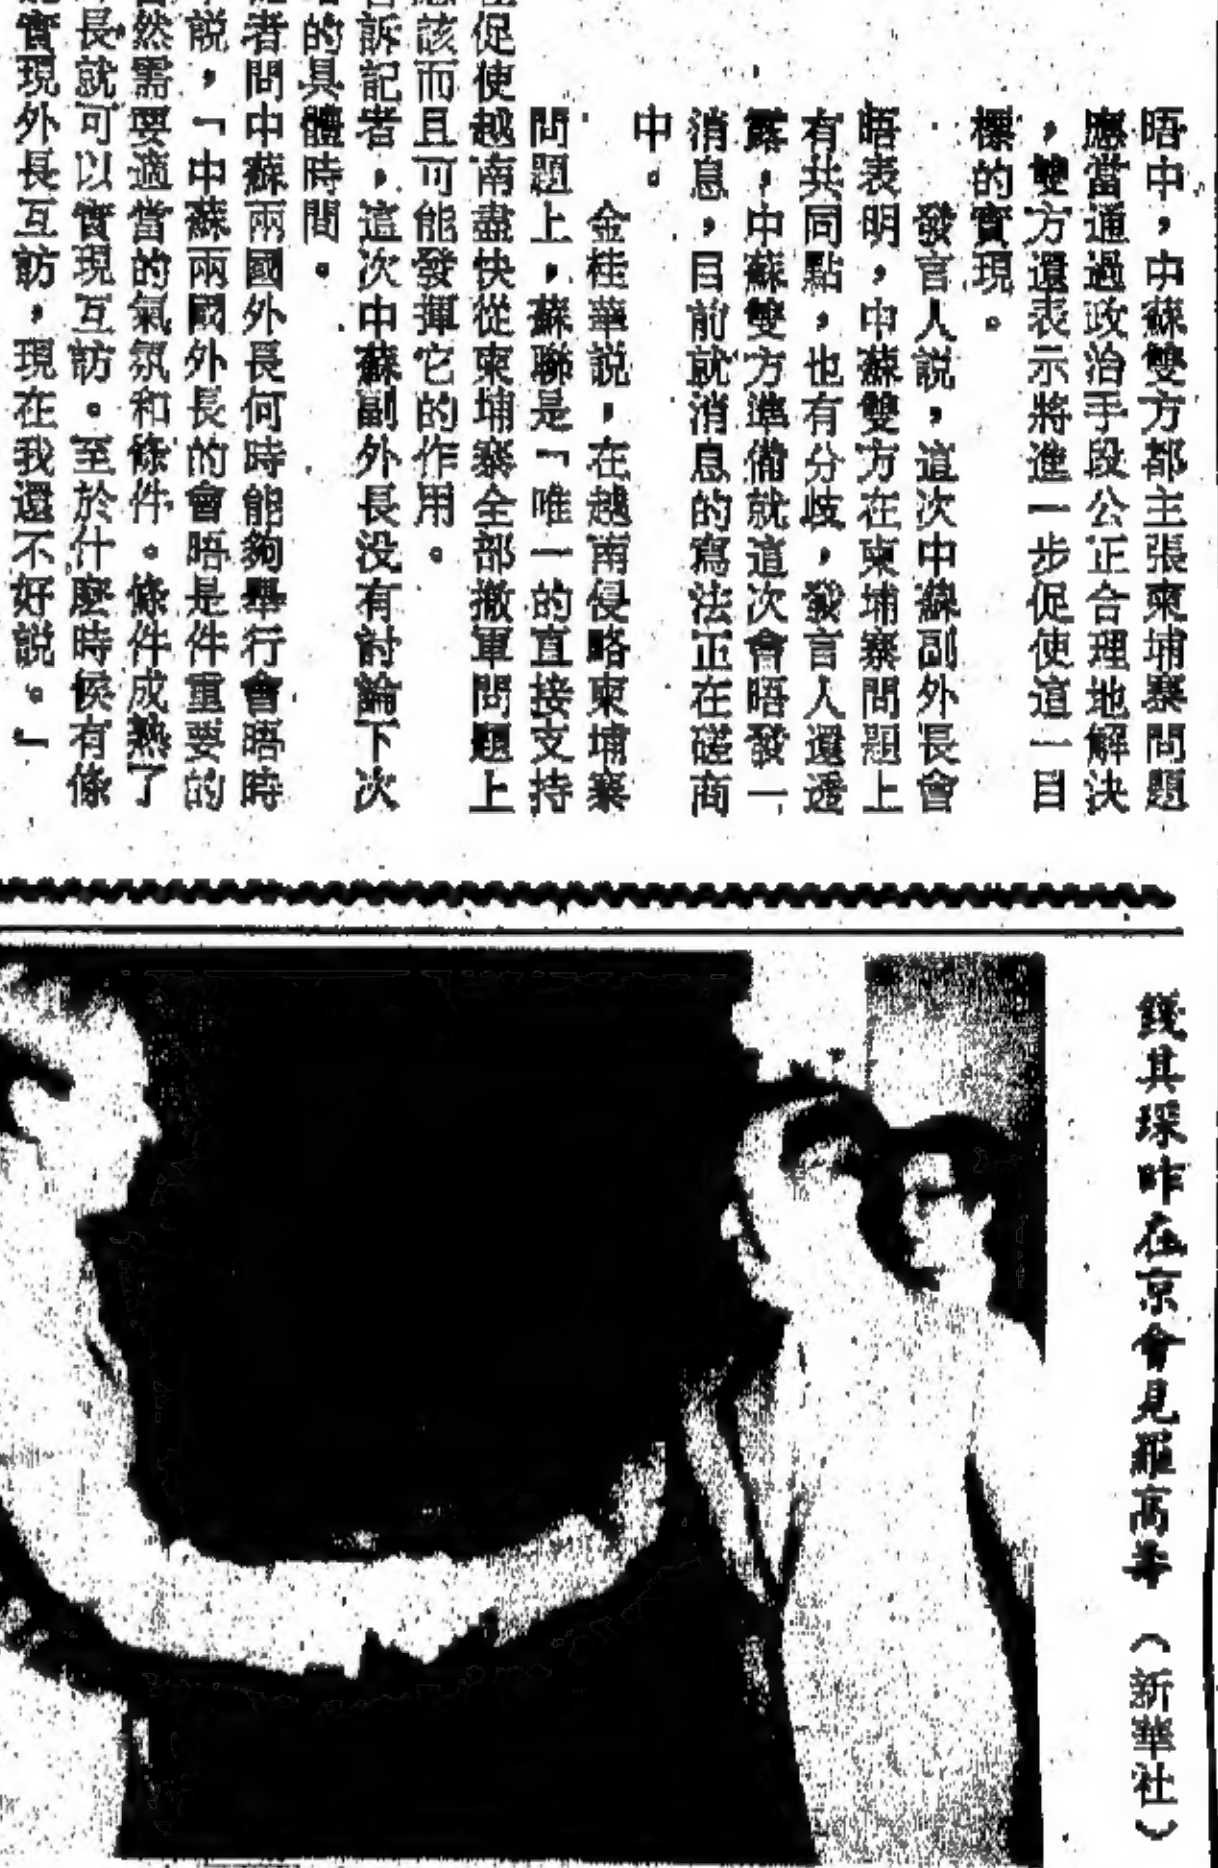 晤中，中蘇雙方都主張柬埔寨問題
應當通過政治手段公正合理地解決
，雙方還表示將進一步促使這一目
標的實現。
發言人説，這次中蘇副外長會
晤表明，中蘇雙方在柬埔寨問題上
有共同點，也有分歧，發言人還透
露，中蘇雙方準備就這次會晤發一
消息，目前就消息的寫法正在磋商
中。
金桂華説，在越南侵略柬埔寨
問題上，蘇聯是「唯一的直接支持
促使越南盡快從柬埔寨全部撤軍問題上
應該而且可能發揮它的作用。
訴記者，這次中蘇副外長没有討論下次
的具體時間。
者問中蘇兩國外長何時能夠舉行會晤時
説，「中蘇兩國外長的會晤是件重要的
然需要適當的氣氛和條件。條件成熟了
長就可以實現互訪。至於什麼時候有條
實現外長互訪，現在我還不好説。」
錢其琛昨在京會見羅高壽（新華社）